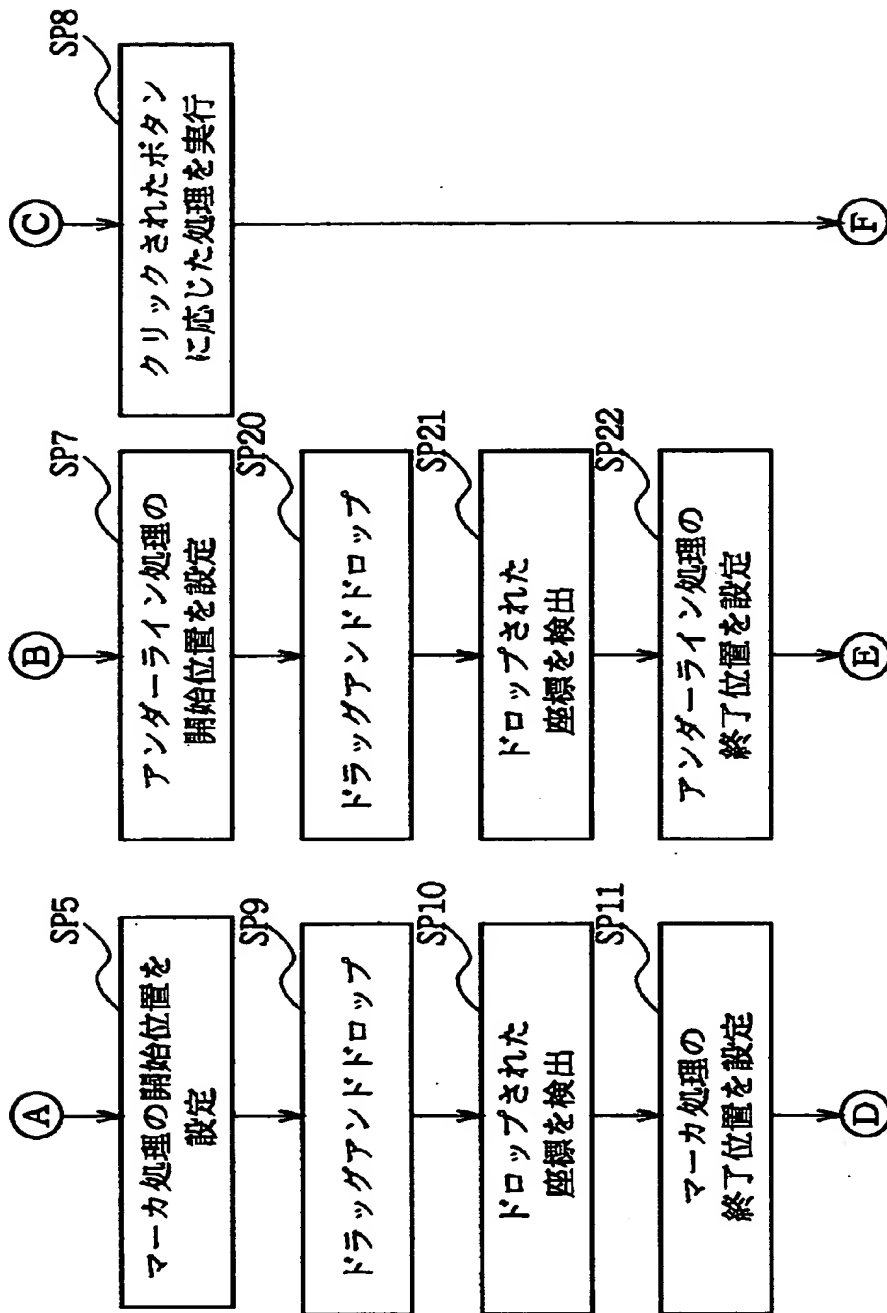 A
SP5
マーカ処理の開始位置を
設定
SP9
ドラッグアンドドロップ
SP10
ドロップされた
座標を検出
SP11
マーカ処理の
終了位置を設定
D
B
SP7
アンダーライン処理の
開始位置を設定
SP20
ドラッグアンドドロップ
SP21
ドロップされた
座標を検出
SP22
アンダーライン処理の
終了位置を設定
E
C
SP8
クリックされたボタン
に応じた処理を実行
F